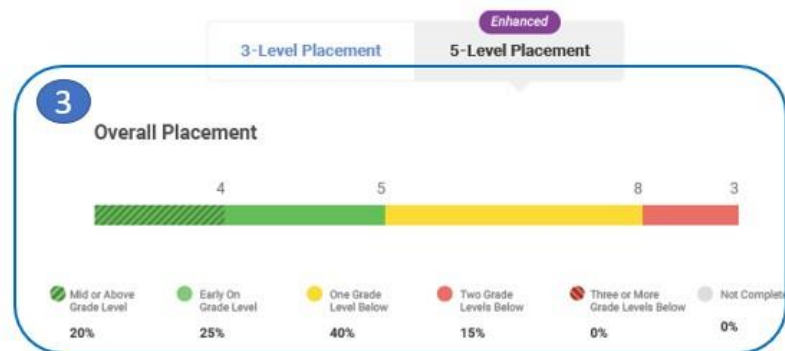 Enhanced
3-Level Placement
5-Level Placement
3
Overall Placement
4 5 8 3
Mid or Above Grade Level
20%
Early On Grade Level
25%
One Grade Level Below
40%
Two Grade Levels Below
15%
Three or More Grade Levels Below
0%
Not Complete
0%